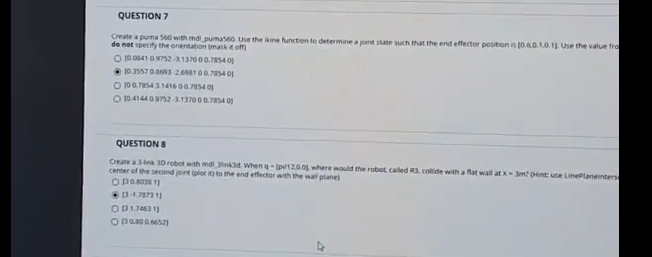 QUESTION 7
Create a puma 560 with mdl_puma560. Use the ikine function to determine a joint state such that the end effector position is [0.6,0.1,0.1]. Use the value fro
do not specify the orientation (mask it off)
[0.0841 0.9752 -3.1370 0 0.7854 0]
[0.3557 0.8693 -2.6981 0 0.7854 0]
[0 0.7854 3.1416 0 0.7854 0]
[0.4144 0.9752 -3.1370 0 0.7854 0]
QUESTION 8
Create a 3-link 3D robot with mdl_3link3d. When q = [pi/12,0,0], where would the robot, called R3, collide with a flat wall at X = 3m? (Hint: use LinePlaneInters
center of the second joint (plot it) to the end effector with the wall plane)
[3 0.8038 1]
[3 -1.7873 1]
[3 1.7463 1]
[3 0.80 0.6652]